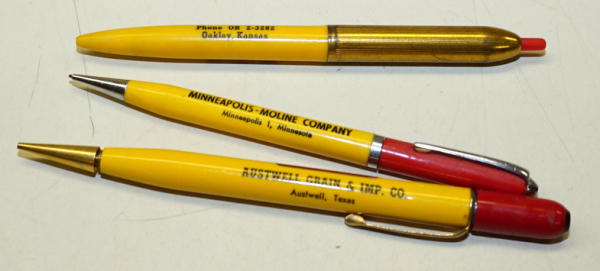 Phone OR 2-3282
Oakley, Kansas
MINNEAPOLIS-MOLINE COMPANY
Minneapolis 1, Minnesota
AUSTWELL GRAIN & IMP. CO.
Austwell, Texas